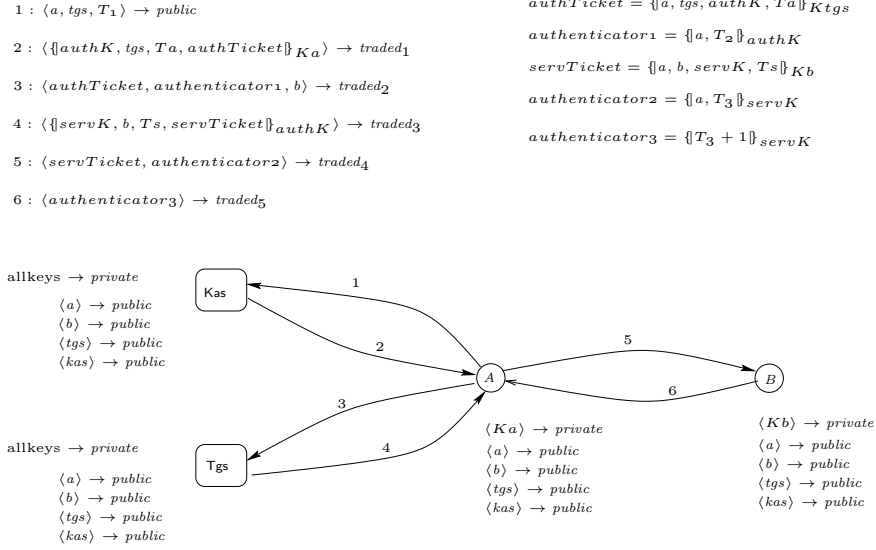 1 : ⟨a, tgs, T₁⟩ → public
2 : ⟨{|authK, tgs, Ta, authTicket|}Ka⟩ → traded₁
3 : ⟨authTicket, authenticator₁, b⟩ → traded₂
4 : ⟨{|servK, b, Ts, servTicket|}authK⟩ → traded₃
5 : ⟨servTicket, authenticator₂⟩ → traded₄
6 : ⟨authenticator₃⟩ → traded₅
authTicket = {|a, tgs, authK, Ta|}Ktgs
authenticator₁ = {|a, T₂|}authK
servTicket = {|a, b, servK, Ts|}Kb
authenticator₂ = {|a, T₃|}servK
authenticator₃ = {|T₃ + 1|}servK
allkeys → private
⟨a⟩ → public
⟨b⟩ → public
⟨tgs⟩ → public
⟨kas⟩ → public
Kas
1
2
3
4
5
6
A
B
allkeys → private
⟨a⟩ → public
⟨b⟩ → public
⟨tgs⟩ → public
⟨kas⟩ → public
Tgs
⟨Ka⟩ → private
⟨a⟩ → public
⟨b⟩ → public
⟨tgs⟩ → public
⟨kas⟩ → public
⟨Kb⟩ → private
⟨a⟩ → public
⟨b⟩ → public
⟨tgs⟩ → public
⟨kas⟩ → public